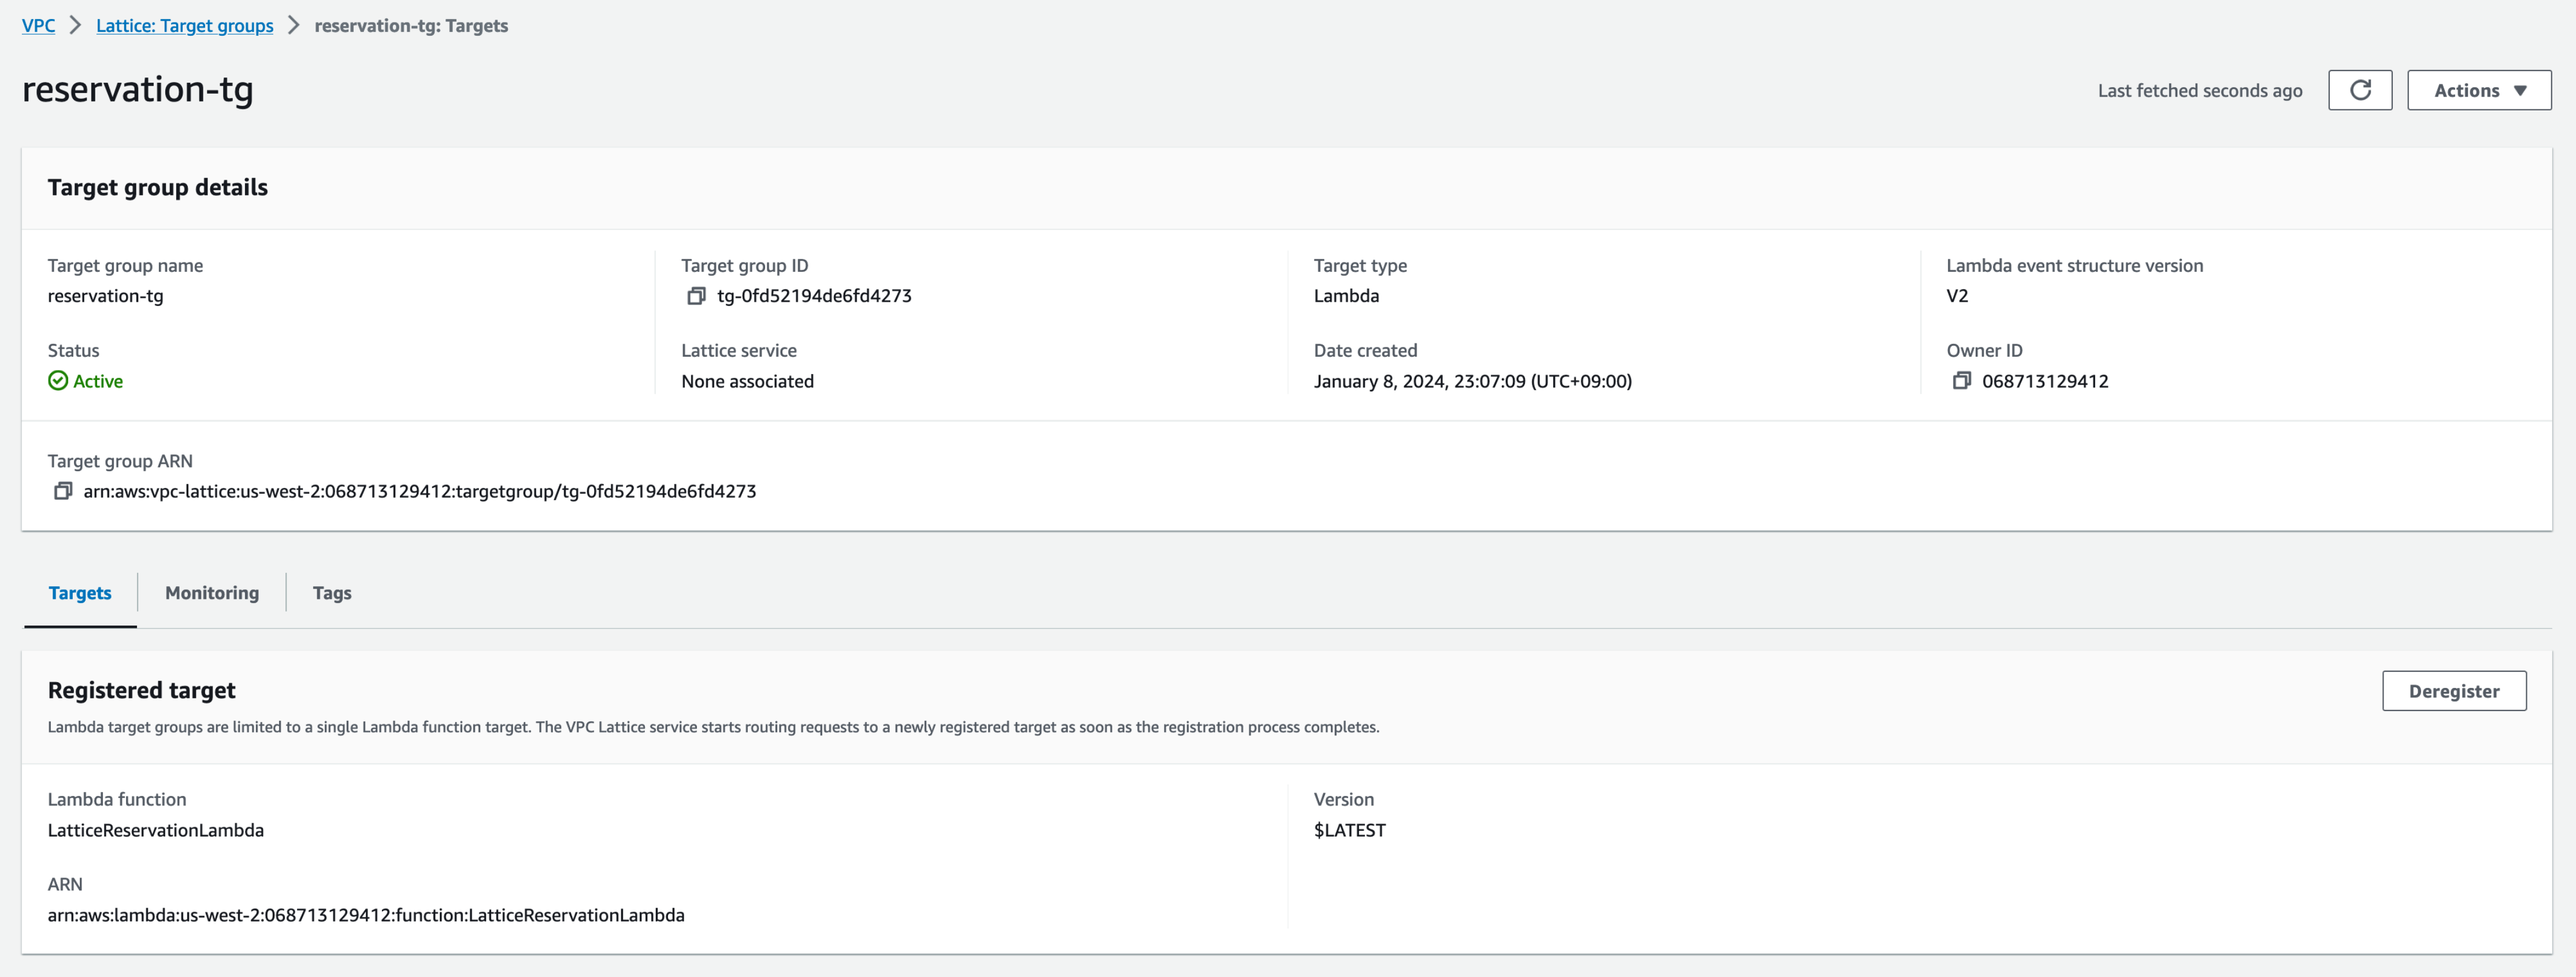 VPC > Lattice: Target groups > reservation-tg: Targets
reservation-tg
Last fetched seconds ago
Actions
Target group details
Target group name
reservation-tg
Target group ID
tg-0fd52194de6fd4273
Target type
Lambda
Lambda event structure version
V2
Status
Active
Lattice service
None associated
Date created
January 8, 2024, 23:07:09 (UTC+09:00)
Owner ID
068713129412
Target group ARN
arn:aws:vpc-lattice:us-west-2:068713129412:targetgroup/tg-0fd52194de6fd4273
Targets
Monitoring
Tags
Registered target
Deregister
Lambda target groups are limited to a single Lambda function target. The VPC Lattice service starts routing requests to a newly registered target as soon as the registration process completes.
Lambda function
LatticeReservationLambda
Version
$LATEST
ARN
arn:aws:lambda:us-west-2:068713129412:function:LatticeReservationLambda